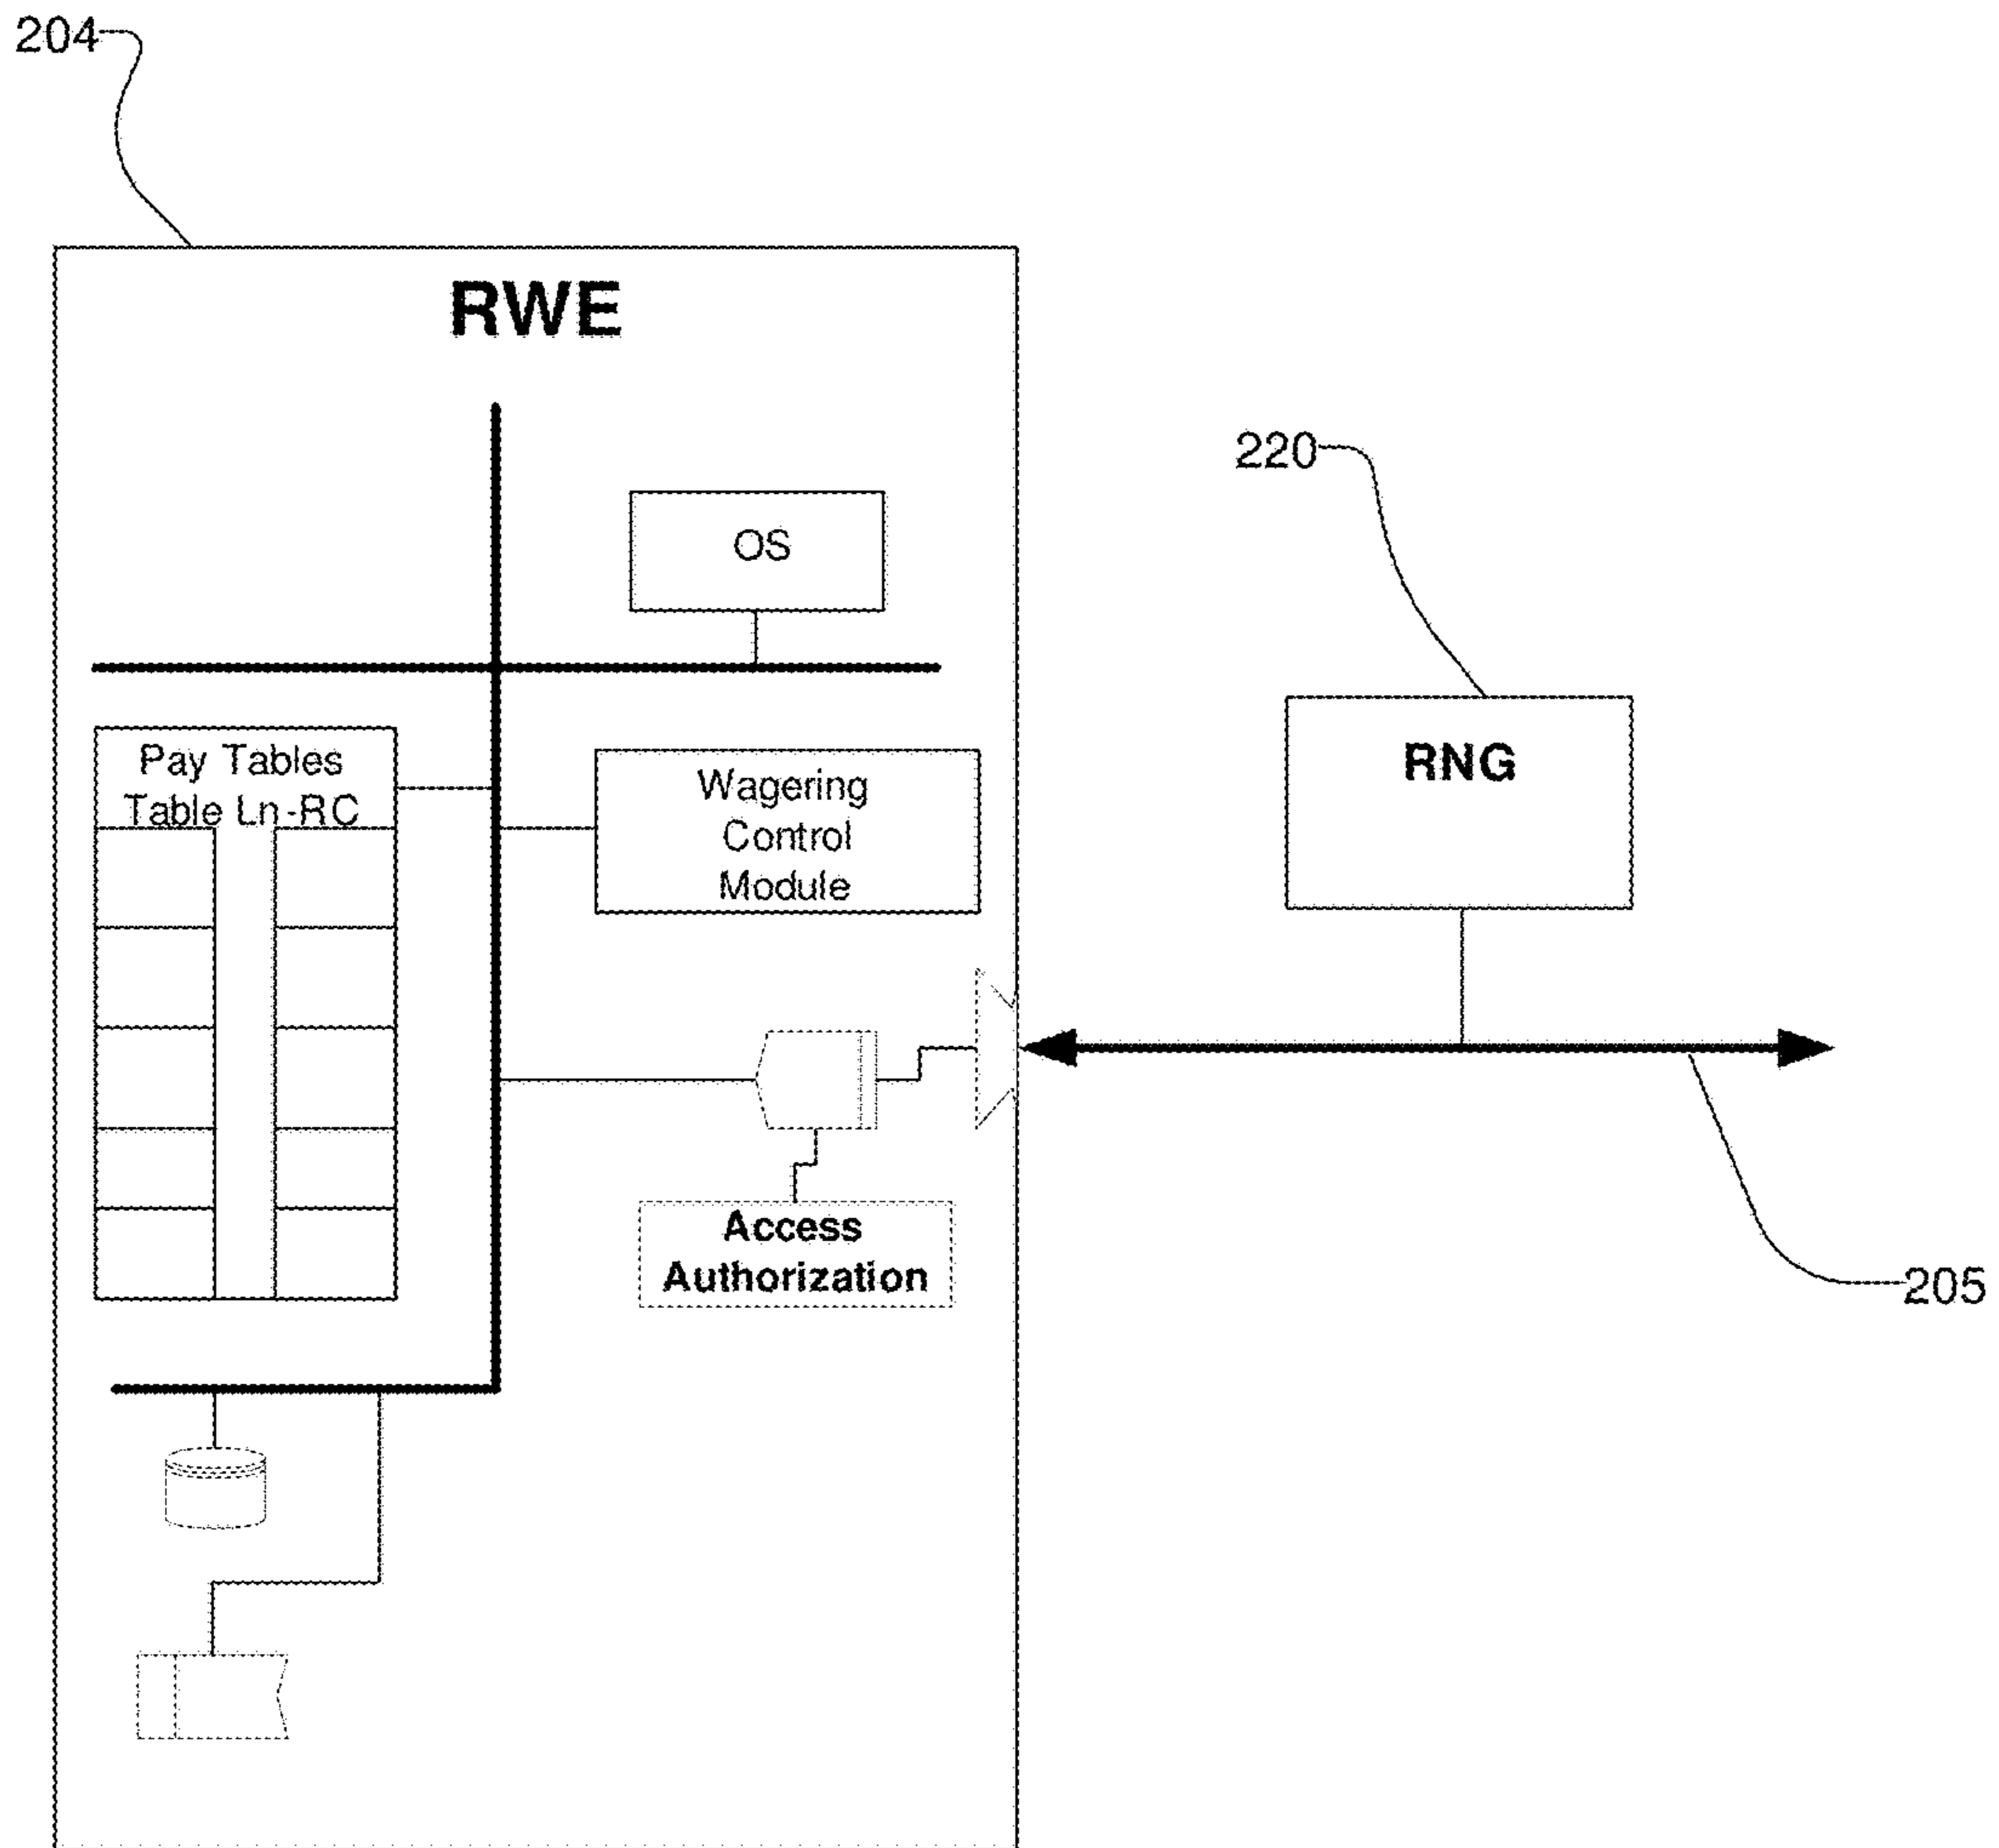 204
RWE
220
OS
Pay Tables
Table Ln-RC
Wagering
Control
Module
RNG
Access
Authorization
205